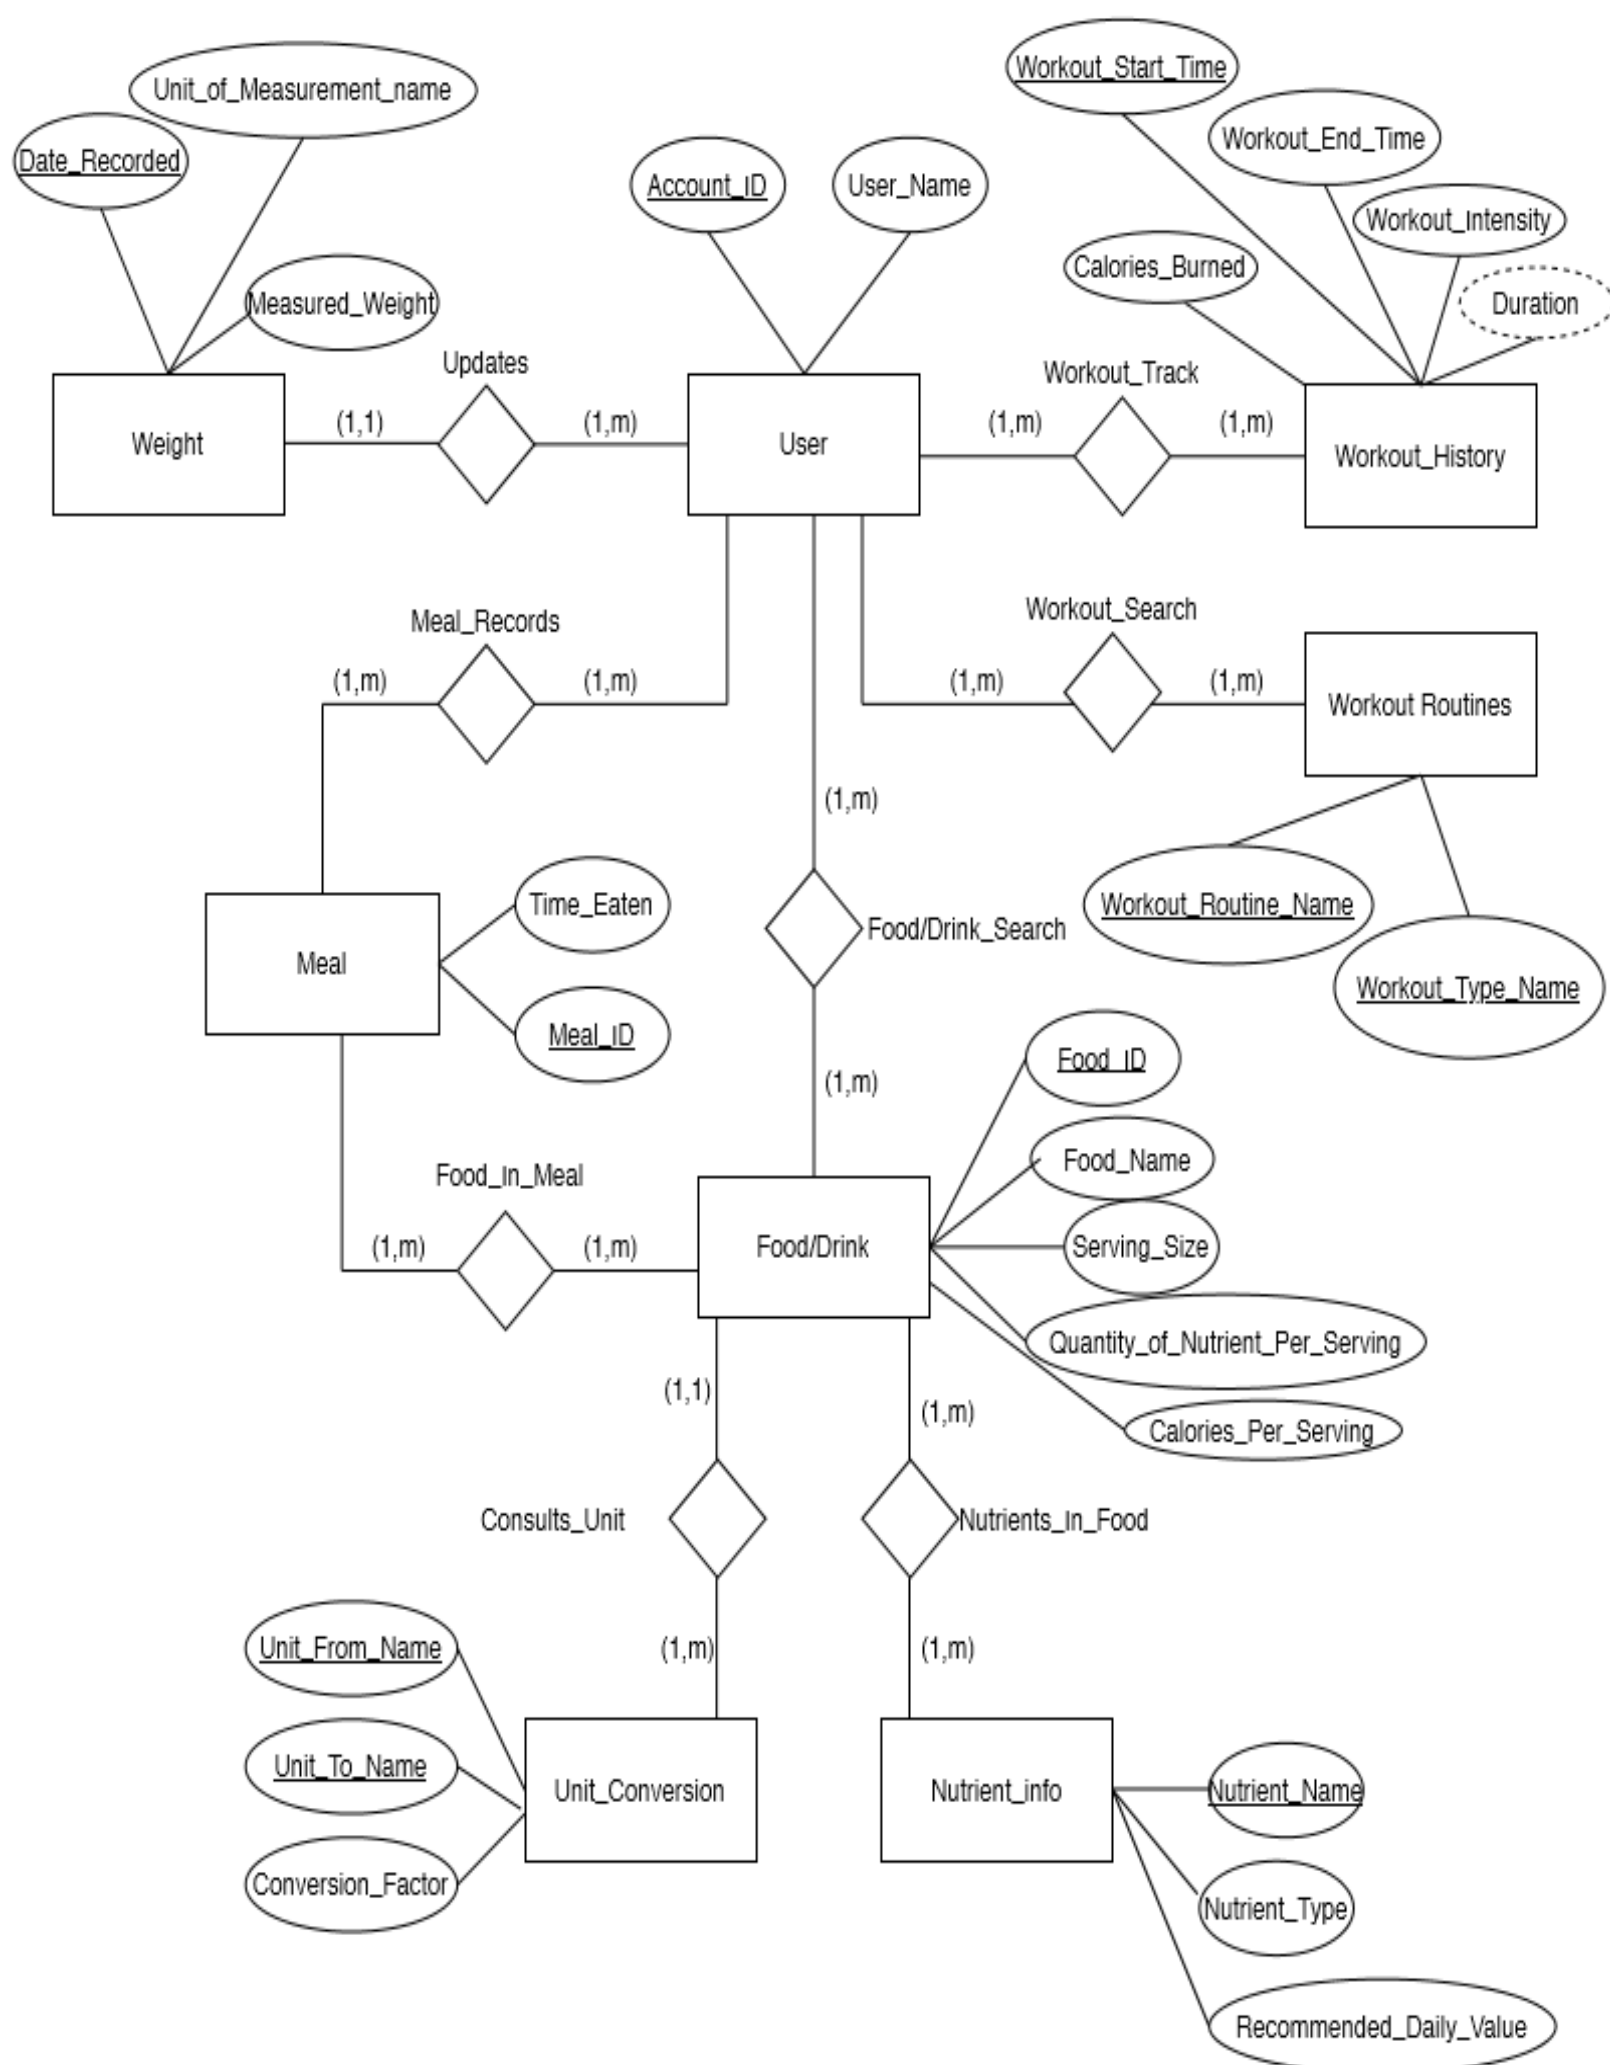 Workout_Start_Time
Unit_of_Measurement_name
Workout_End_Time
Date_Recorded
Account_ID
User_Name
Workout_Intensity
Calories_Burned
Duration
Measured_Weight
Updates
Workout_Track
(1,1)
(1,m)
(1,m)
(1,m)
Weight
User
Workout_History
Meal_Records
Workout_Search
(1,m)
(1,m)
(1,m)
(1,m)
Workout Routines
(1,m)
Time_Eaten
Workout_Routine_Name
Food/Drink_Search
Meal
Workout_Type_Name
Meal_ID
Food_ID
(1,m)
Food_In_Meal
Food_Name
(1,m)
(1,m)
Food/Drink
Serving_Size
Quantity_of_Nutrient_Per_Serving
(1,1)
(1,m)
Calories_Per_Serving
Consults_Unit
Nutrients_In_Food
Unit_From_Name
(1,m)
(1,m)
Unit_To_Name
Unit_Conversion
Nutrient_info
Nutrient_Name
Conversion_Factor
Nutrient_Type
Recommended_Daily_Value